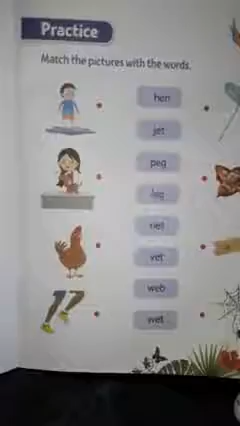 Practice
Match the pictures with the words.
hen
jet
peg
leg
net
vet
web
wet